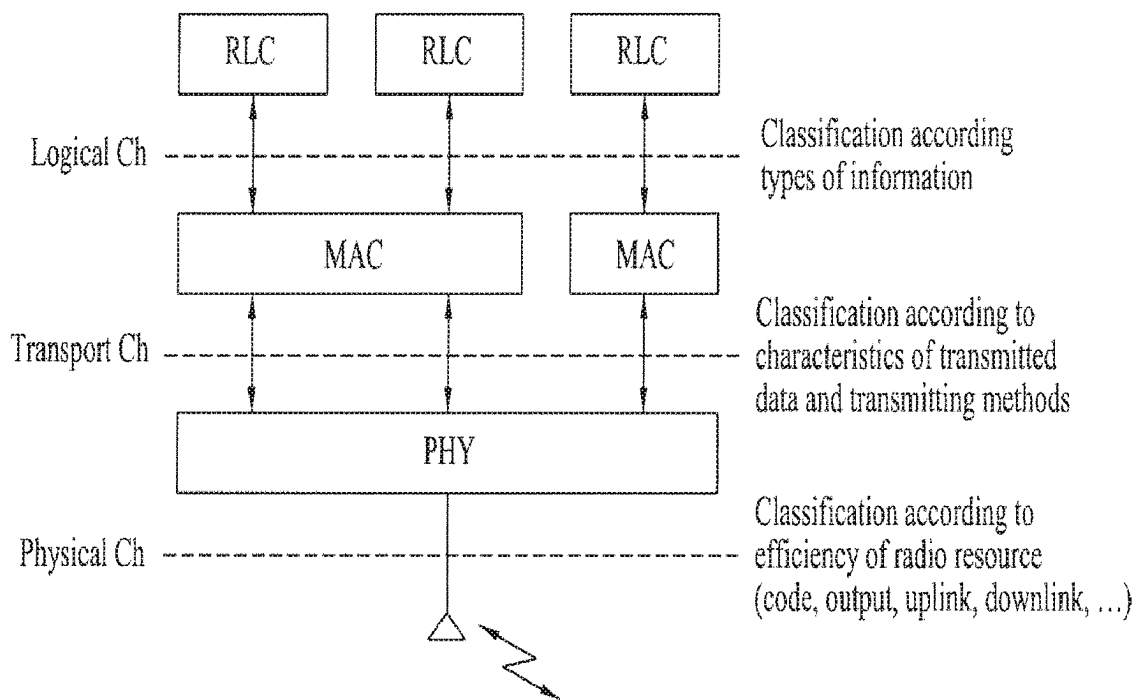 RLC RLC RLC
Logical Ch
Classification according
types of information
MAC MAC
Transport Ch
Classification according to
characteristics of transmitted
data and transmitting methods
PHY
Physical Ch
Classification according to
efficiency of radio resource
(code, output, uplink, downlink, ...)